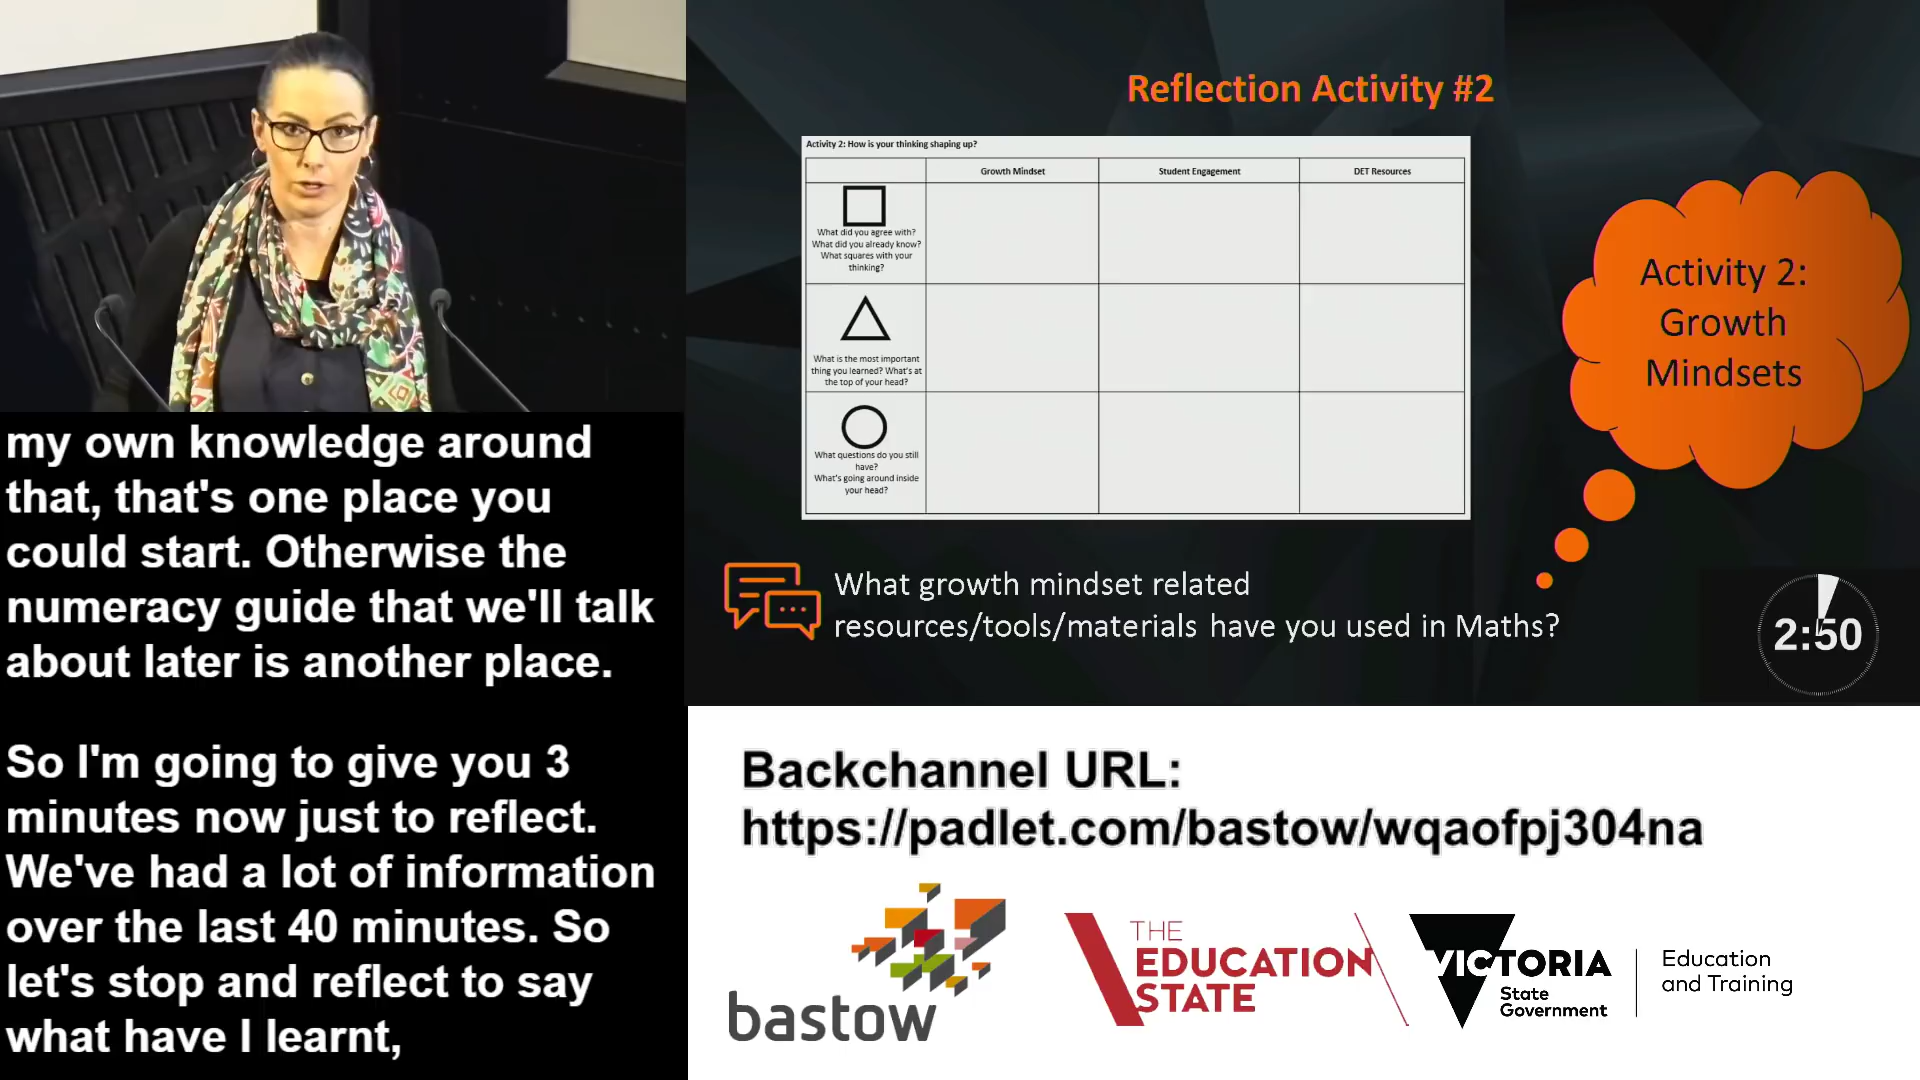 my own knowledge around
that, that's one place you
could start. Otherwise the
numeracy guide that we'll talk
about later is another place.
So I'm going to give you 3
minutes now just to reflect.
We've had a lot of information
over the last 40 minutes. So
let's stop and reflect to say
what have I learnt,
Reflection Activity #2
Activity 2: How is your thinking shaping up?
Growth Mindset
Student Engagement
DET Resources
What did you agree with?
What did you already know?
What squares with your
thinking?
What is the most important
thing you learned? What's at
the top of your head?
What questions do you still
have?
What's going around inside
your head?
Activity 2:
Growth
Mindsets
What growth mindset related
resources/tools/materials have you used in Maths?
2:50
Backchannel URL:
https://padlet.com/bastow/wqaofpj304na
bastow
THE
EDUCATION
STATE
VICTORIA
State
Government
Education
and Training